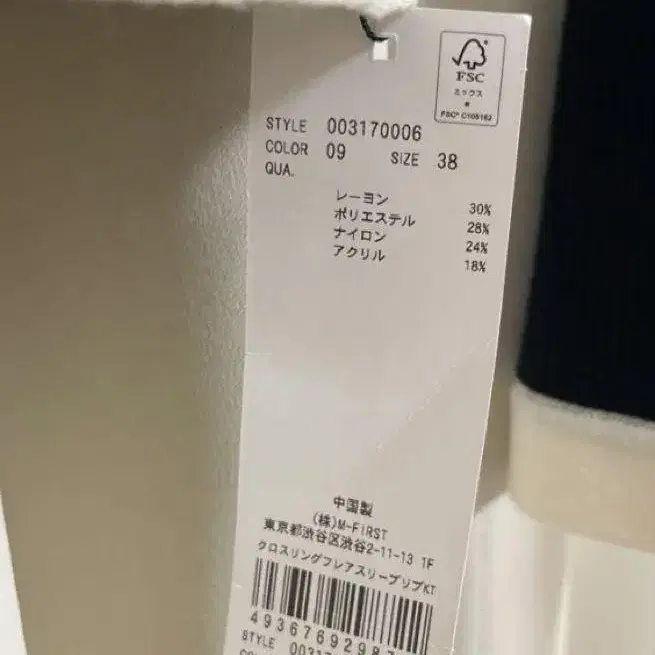 FSC
ミックス
FSC® C105162
STYLE 003170006
COLOR 09 SIZE 38
QUA.
レーヨン 30%
ポリエステル 28%
ナイロン 24%
アクリル 18%
中国製
(株)M-FIRST
東京都渋谷区渋谷2-11-13 1F
クロスリングフレアスリーブリブKT
493676929
STYLE